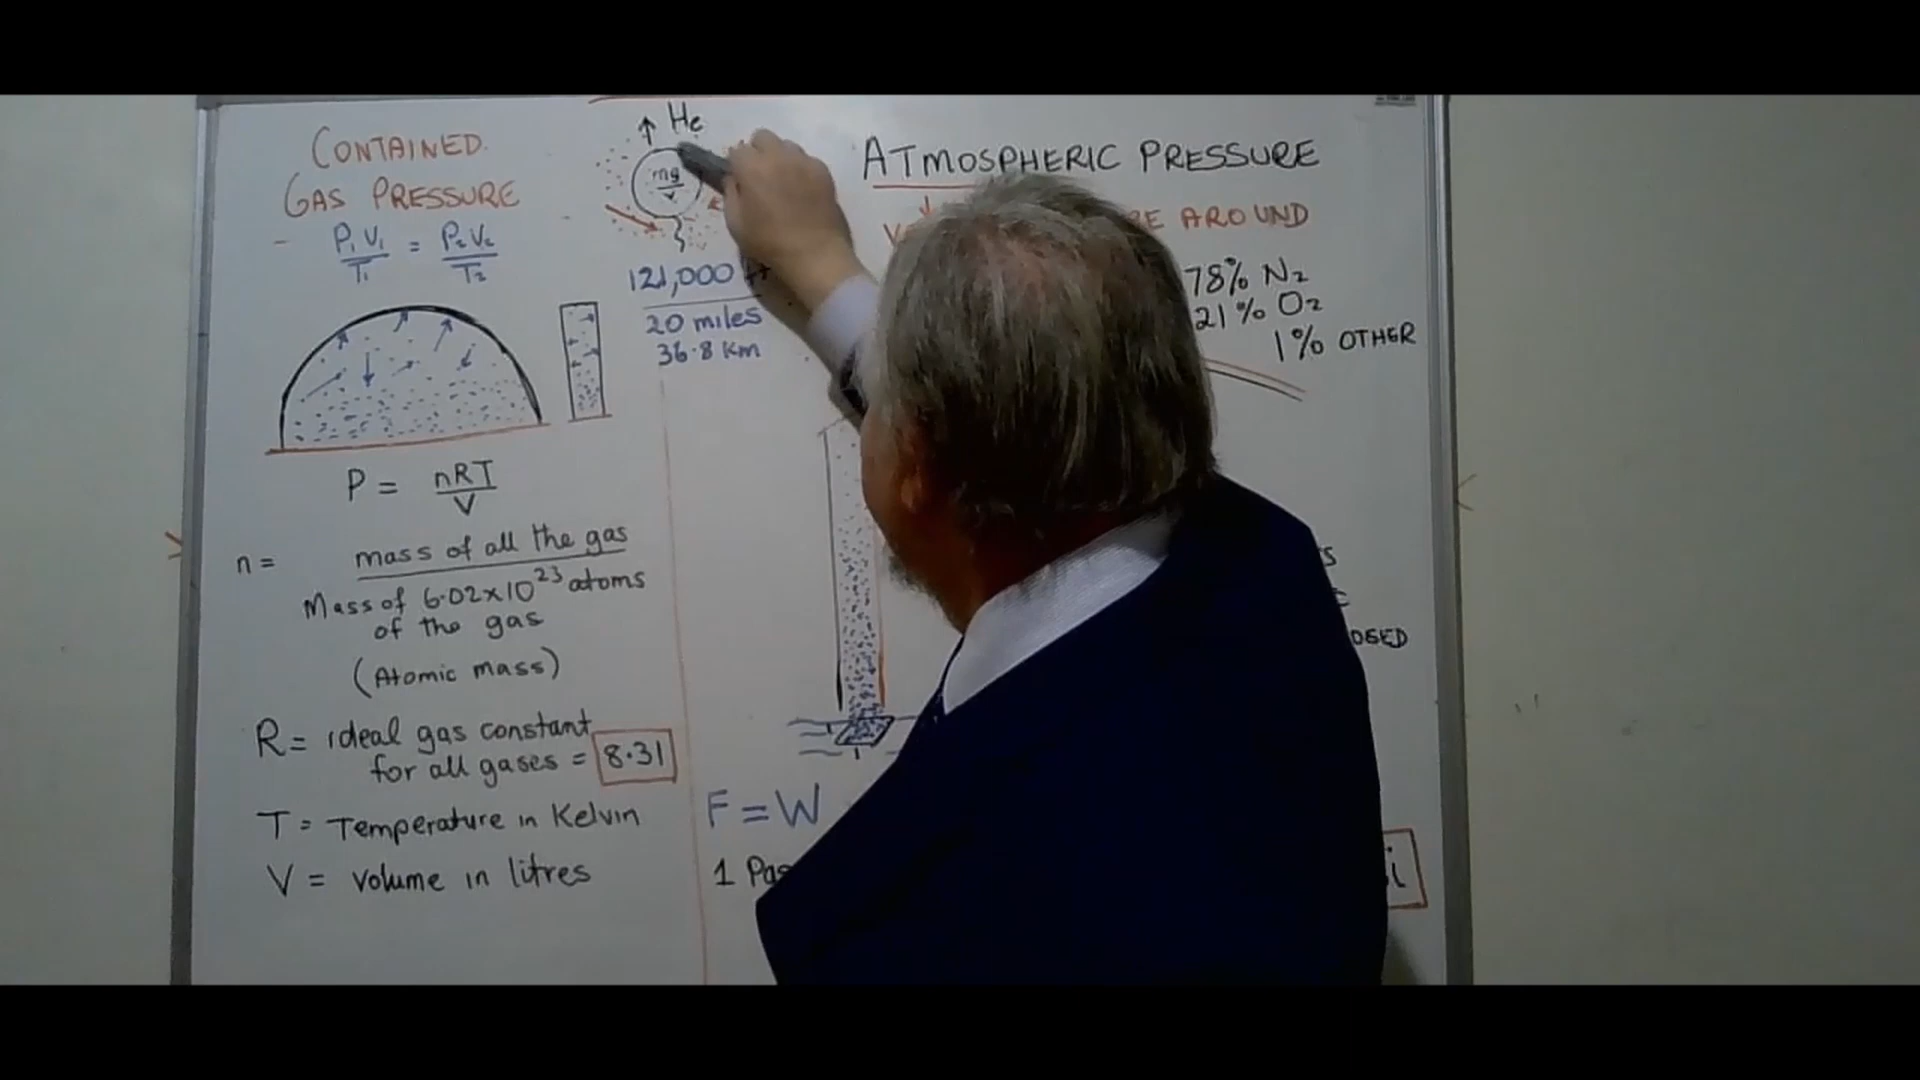 CONTAINED
GAS PRESSURE
P₁V₁/T₁ = P₂V₂/T₂
He
mg/V
121,000
20 miles
36.8 km
P = nRT/V
n = mass of all the gas
Mass of 6.02x10²³ atoms
of the gas
(Atomic mass)
R = ideal gas constant
for all gases = 8.31
T = Temperature in Kelvin
V = volume in litres
ATMOSPHERIC PRESSURE
AROUND
78% N₂
21% O₂
1% OTHER
F = W
1